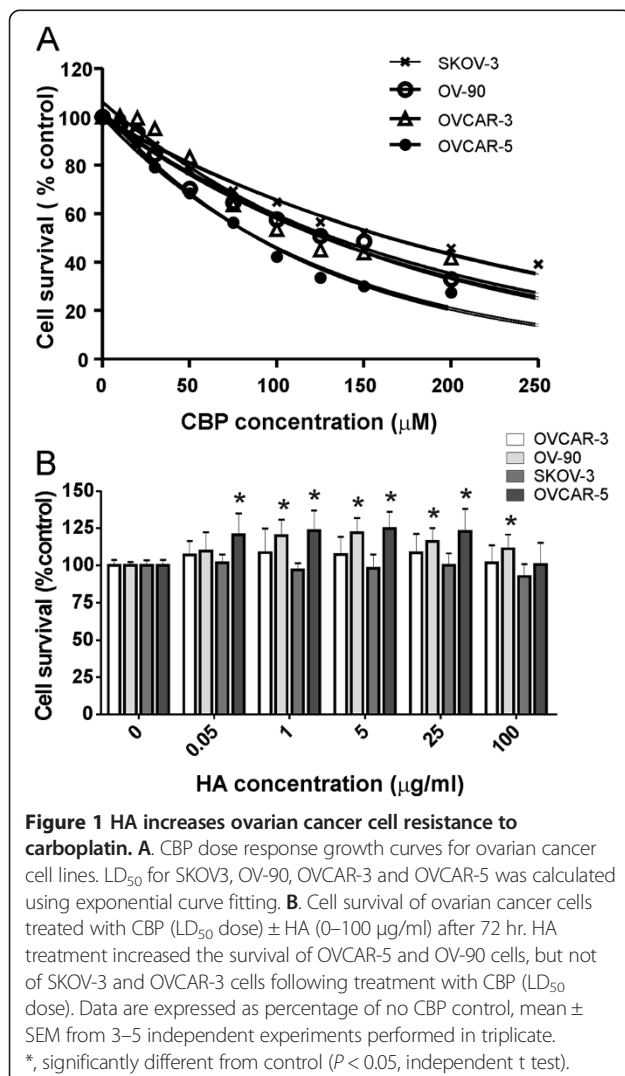 A
SKOV-3
OV-90
OVCAR-3
OVCAR-5
120
100
80
60
40
20
0
Cell survival ( % control)
0 50 100 150 200 250
CBP concentration (μM)
B
OVCAR-3
OV-90
SKOV-3
OVCAR-5
150
125
100
75
50
25
0
Cell survival (%control)
* * * * * * * *
0 0.05 1 5 25 100
HA concentration (μg/ml)
Figure 1 HA increases ovarian cancer cell resistance to
carboplatin. A. CBP dose response growth curves for ovarian cancer
cell lines. LD50 for SKOV3, OV-90, OVCAR-3 and OVCAR-5 was calculated
using exponential curve fitting. B. Cell survival of ovarian cancer cells
treated with CBP (LD50 dose) ± HA (0–100 μg/ml) after 72 hr. HA
treatment increased the survival of OVCAR-5 and OV-90 cells, but not
of SKOV-3 and OVCAR-3 cells following treatment with CBP (LD50
dose). Data are expressed as percentage of no CBP control, mean ±
SEM from 3–5 independent experiments performed in triplicate.
*, significantly different from control (P < 0.05, independent t test).